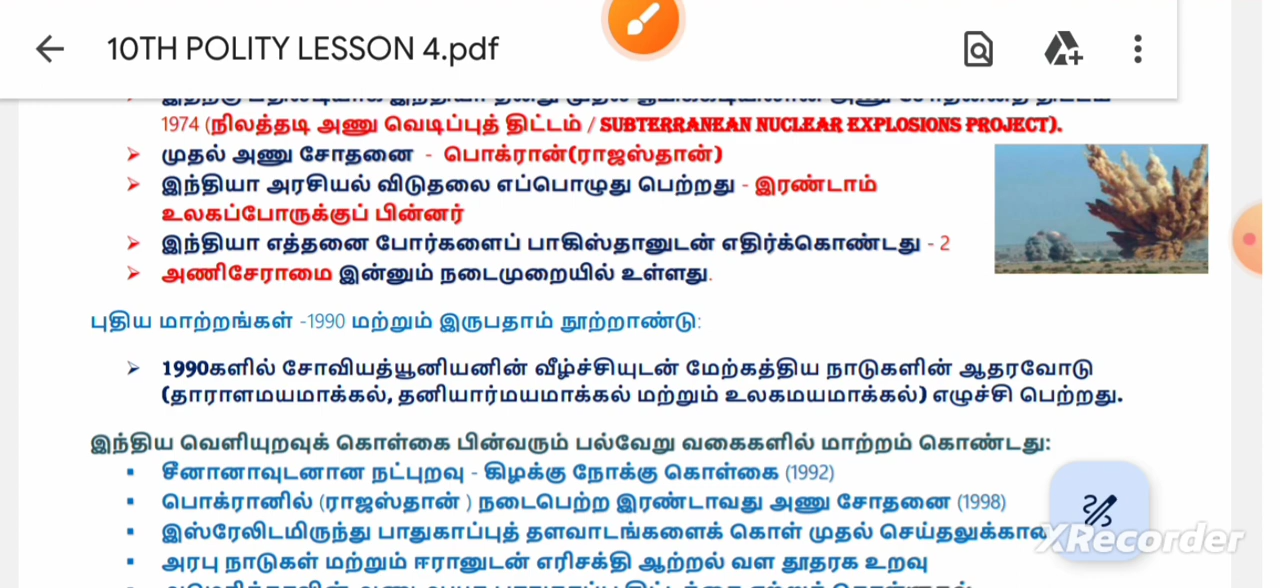 10TH POLITY LESSON 4.pdf
1974 (நிலத்தடி அணு வெடிப்புத் திட்டம் / SUBTERRANEAN NUCLEAR EXPLOSIONS PROJECT).
முதல் அணு சோதனை - பொக்ரான்(ராஜஸ்தான்)
இந்தியா அரசியல் விடுதலை எப்பொழுது பெற்றது - இரண்டாம்
உலகப்போருக்குப் பின்னர்
இந்தியா எத்தனை போர்களைப் பாகிஸ்தானுடன் எதிர்க்கொண்டது - 2
அணிசேராமை இன்னும் நடைமுறையில் உள்ளது.
புதிய மாற்றங்கள் -1990 மற்றும் இருபதாம் நூற்றாண்டு:
1990களில் சோவியத்யூனியனின் வீழ்ச்சியுடன் மேற்கத்திய நாடுகளின் ஆதரவோடு
(தாராளமயமாக்கல், தனியார்மயமாக்கல் மற்றும் உலகமயமாக்கல்) எழுச்சி பெற்றது.
இந்திய வெளியுறவுக் கொள்கை பின்வரும் பல்வேறு வகைகளில் மாற்றம் கொண்டது:
சீனானாவுடனான நட்புறவு - கிழக்கு நோக்கு கொள்கை (1992)
பொக்ரானில் (ராஜஸ்தான் ) நடைபெற்ற இரண்டாவது அணு சோதனை (1998)
இஸ்ரேலிடமிருந்து பாதுகாப்புத் தளவாடங்களைக் கொள் முதல்
XRecorder
அரபு நாடுகள் மற்றும் ஈரானுடன் எரிசக்தி ஆற்றல் வள தூதரக உறவு